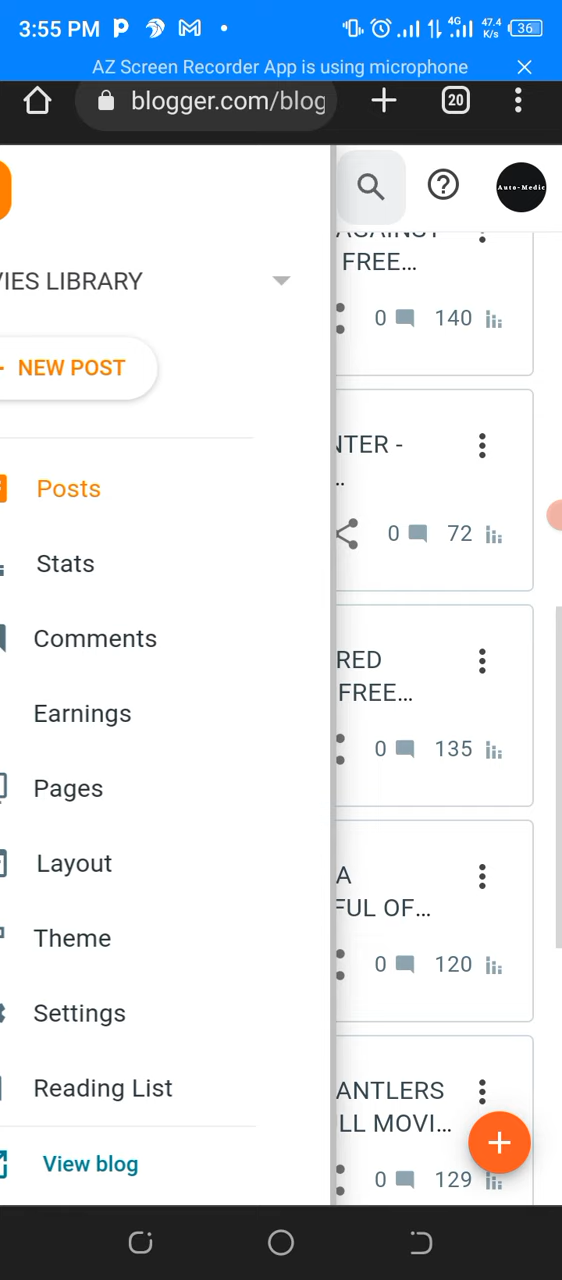 3:55 PM
4G
47.4
K/s
36
AZ Screen Recorder App is using microphone
blogger.com/blog
20
Auto-Medic
VIES LIBRARY
NEW POST
Posts
Stats
Comments
Earnings
Pages
Layout
Theme
Settings
Reading List
View blog
AGAINST
FREE...
0 140
NTER -
..
0 72
RED
FREE...
0 135
A
FUL OF...
0 120
ANTLERS
LL MOVI...
0 129